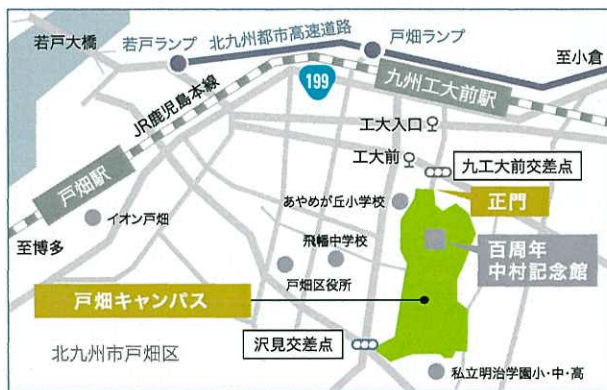 若戸大橋
若戸ランプ
北九州都市高速道路
戸畑ランプ
至小倉
199
JR鹿児島本線
九州工大前駅
工大入口
工大前
九工大前交差点
戸畑駅
あやめが丘小学校
正門
イオン戸畑
至博多
飛幡中学校
百周年
中村記念館
戸畑区役所
戸畑キャンパス
沢見交差点
北九州市戸畑区
私立明治学園小・中・高